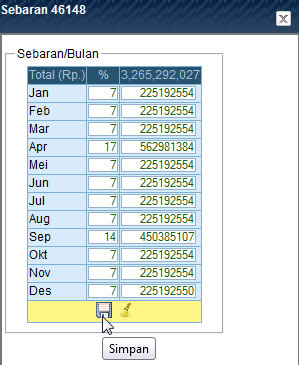 Sebaran 46148
Sebaran/Bulan
Total (Rp.) % 3,265,292,027
Jan 7 225192554
Feb 7 225192554
Mar 7 225192554
Apr 17 562981384
Mei 7 225192554
Jun 7 225192554
Jul 7 225192554
Aug 7 225192554
Sep 14 450385107
Okt 7 225192554
Nov 7 225192554
Des 7 225192550
Simpan